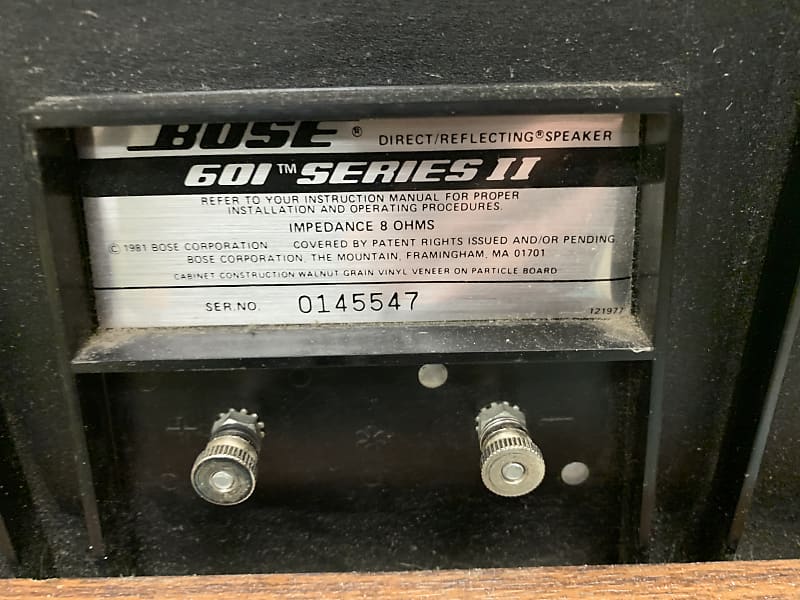 BOSE ® DIRECT/REFLECTING® SPEAKER
601™ SERIES II
REFER TO YOUR INSTRUCTION MANUAL FOR PROPER
INSTALLATION AND OPERATING PROCEDURES.
IMPEDANCE 8 OHMS
© 1981 BOSE CORPORATION COVERED BY PATENT RIGHTS ISSUED AND/OR PENDING
BOSE CORPORATION, THE MOUNTAIN, FRAMINGHAM, MA 01701
CABINET CONSTRUCTION WALNUT GRAIN VINYL VENEER ON PARTICLE BOARD
SER. NO. 0145547
121977
+ −